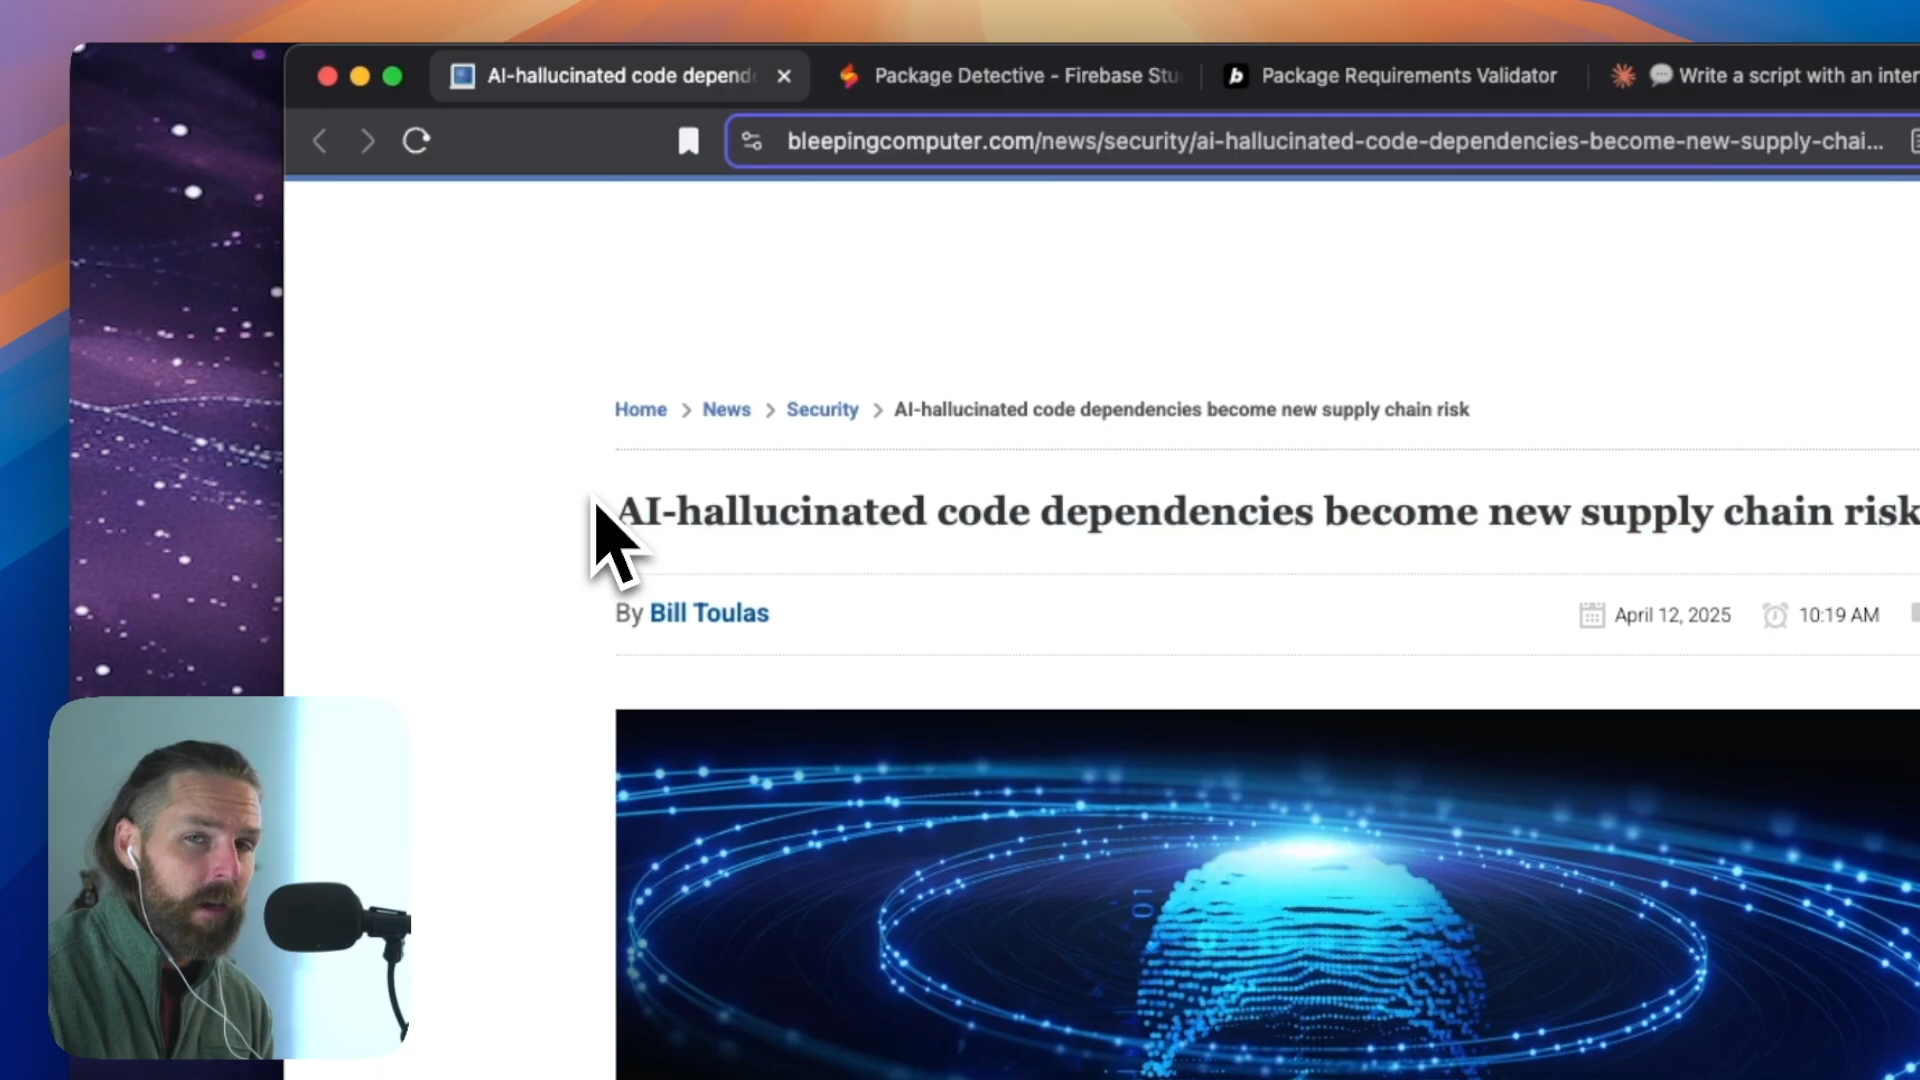 AI-hallucinated code depend
Package Detective - Firebase Stu
Package Requirements Validator
Write a script with an inter
bleepingcomputer.com/news/security/ai-hallucinated-code-dependencies-become-new-supply-chai...
Home > News > Security > AI-hallucinated code dependencies become new supply chain risk
AI-hallucinated code dependencies become new supply chain risk
By Bill Toulas
April 12, 2025
10:19 AM